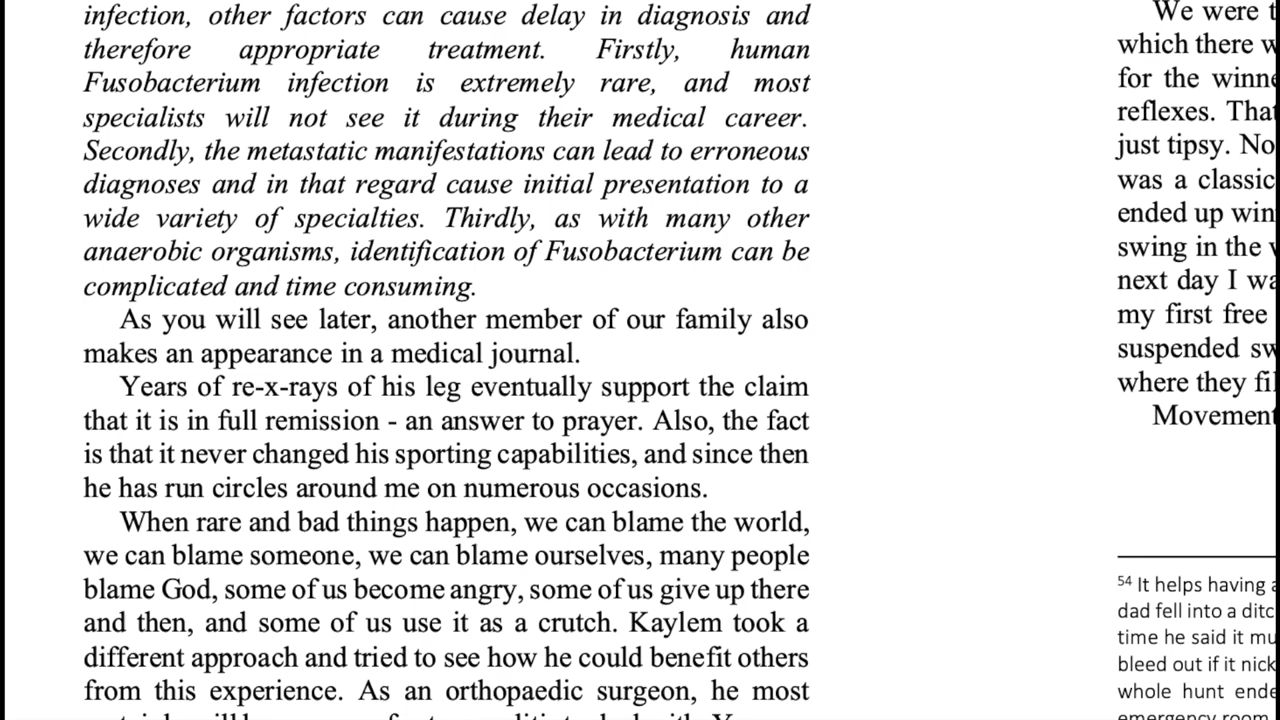 infection, other factors can cause delay in diagnosis and
therefore appropriate treatment. Firstly, human
Fusobacterium infection is extremely rare, and most
specialists will not see it during their medical career.
Secondly, the metastatic manifestations can lead to erroneous
diagnoses and in that regard cause initial presentation to a
wide variety of specialties. Thirdly, as with many other
anaerobic organisms, identification of Fusobacterium can be
complicated and time consuming.
As you will see later, another member of our family also
makes an appearance in a medical journal.
Years of re-x-rays of his leg eventually support the claim
that it is in full remission - an answer to prayer. Also, the fact
is that it never changed his sporting capabilities, and since then
he has run circles around me on numerous occasions.
When rare and bad things happen, we can blame the world,
we can blame someone, we can blame ourselves, many people
blame God, some of us become angry, some of us give up there
and then, and some of us use it as a crutch. Kaylem took a
different approach and tried to see how he could benefit others
from this experience. As an orthopaedic surgeon, he most
We were
which there
for the
reflexes.
just tipsy. No
was a classic
ended up win
swing in the
next day I
my first free
suspended sw
where they
Movement
54 It helps having
dad fell into a
time he said it
bleed out if it nick
whole hunt
emergency room